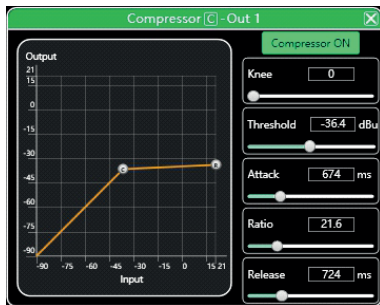 Compressor C -Out 1
Compressor ON
Output
21
15
0
-15
-30
-45
-60
-75
-90
-90 -75 -60 -45 -30 -15 0 15 21
Input
C
R
Knee 0
Threshold -36.4 dBu
Attack 674 ms
Ratio 21.6
Release 724 ms